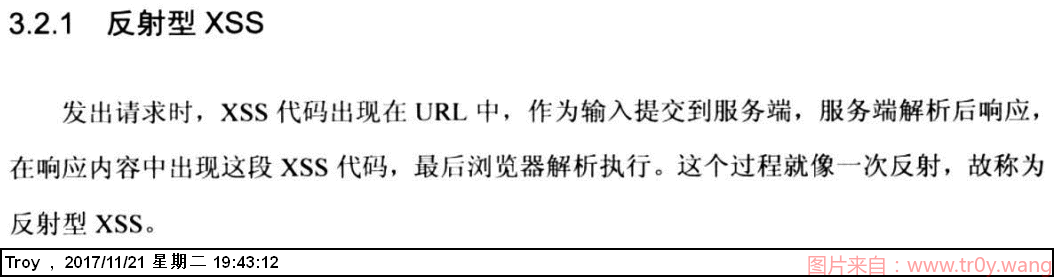 3.2.1 反射型 XSS
发出请求时，XSS 代码出现在 URL 中，作为输入提交到服务端，服务端解析后响应，
在响应内容中出现这段 XSS 代码，最后浏览器解析执行。这个过程就像一次反射，故称为
反射型 XSS。
Troy , 2017/11/21 星期二 19:43:12
图片来自：www.tr0y.wang